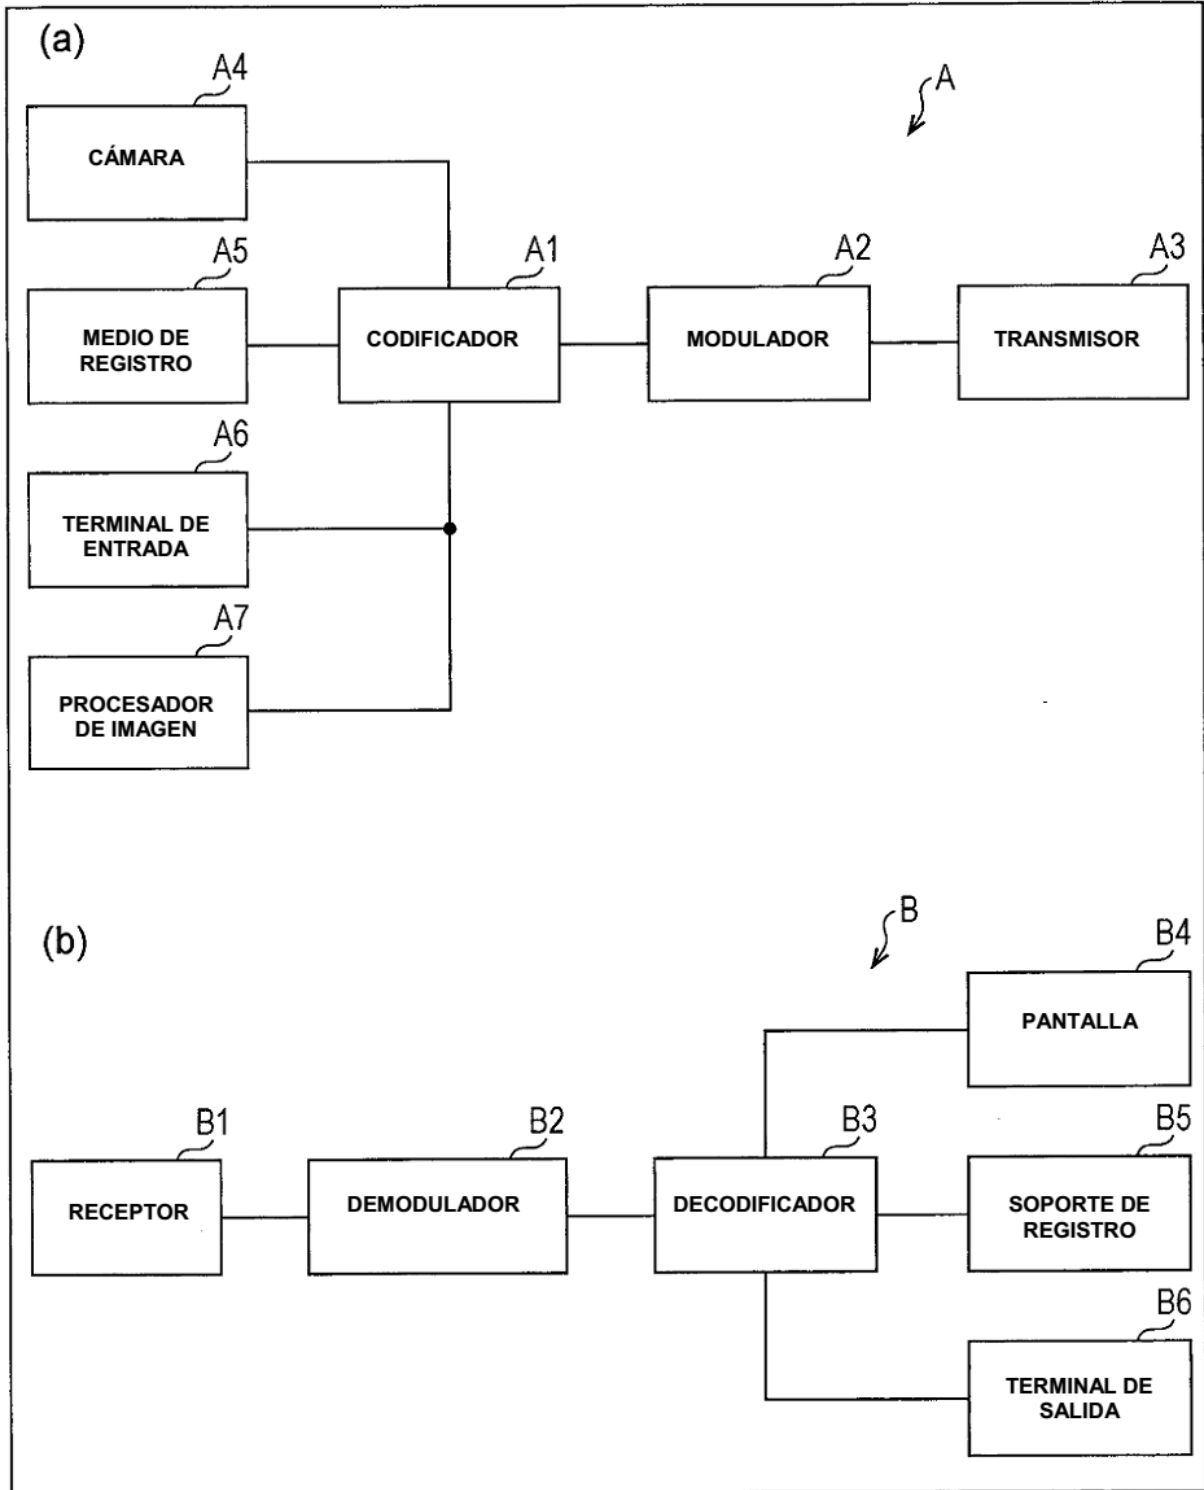 (a)
A4
A
CÁMARA
A5
A1
A2
A3
MEDIO DE
REGISTRO
CODIFICADOR
MODULADOR
TRANSMISOR
A6
TERMINAL DE
ENTRADA
A7
PROCESADOR
DE IMAGEN
(b)
B
B4
PANTALLA
B1
B2
B3
B5
RECEPTOR
DEMODULADOR
DECODIFICADOR
SOPORTE DE
REGISTRO
B6
TERMINAL DE
SALIDA